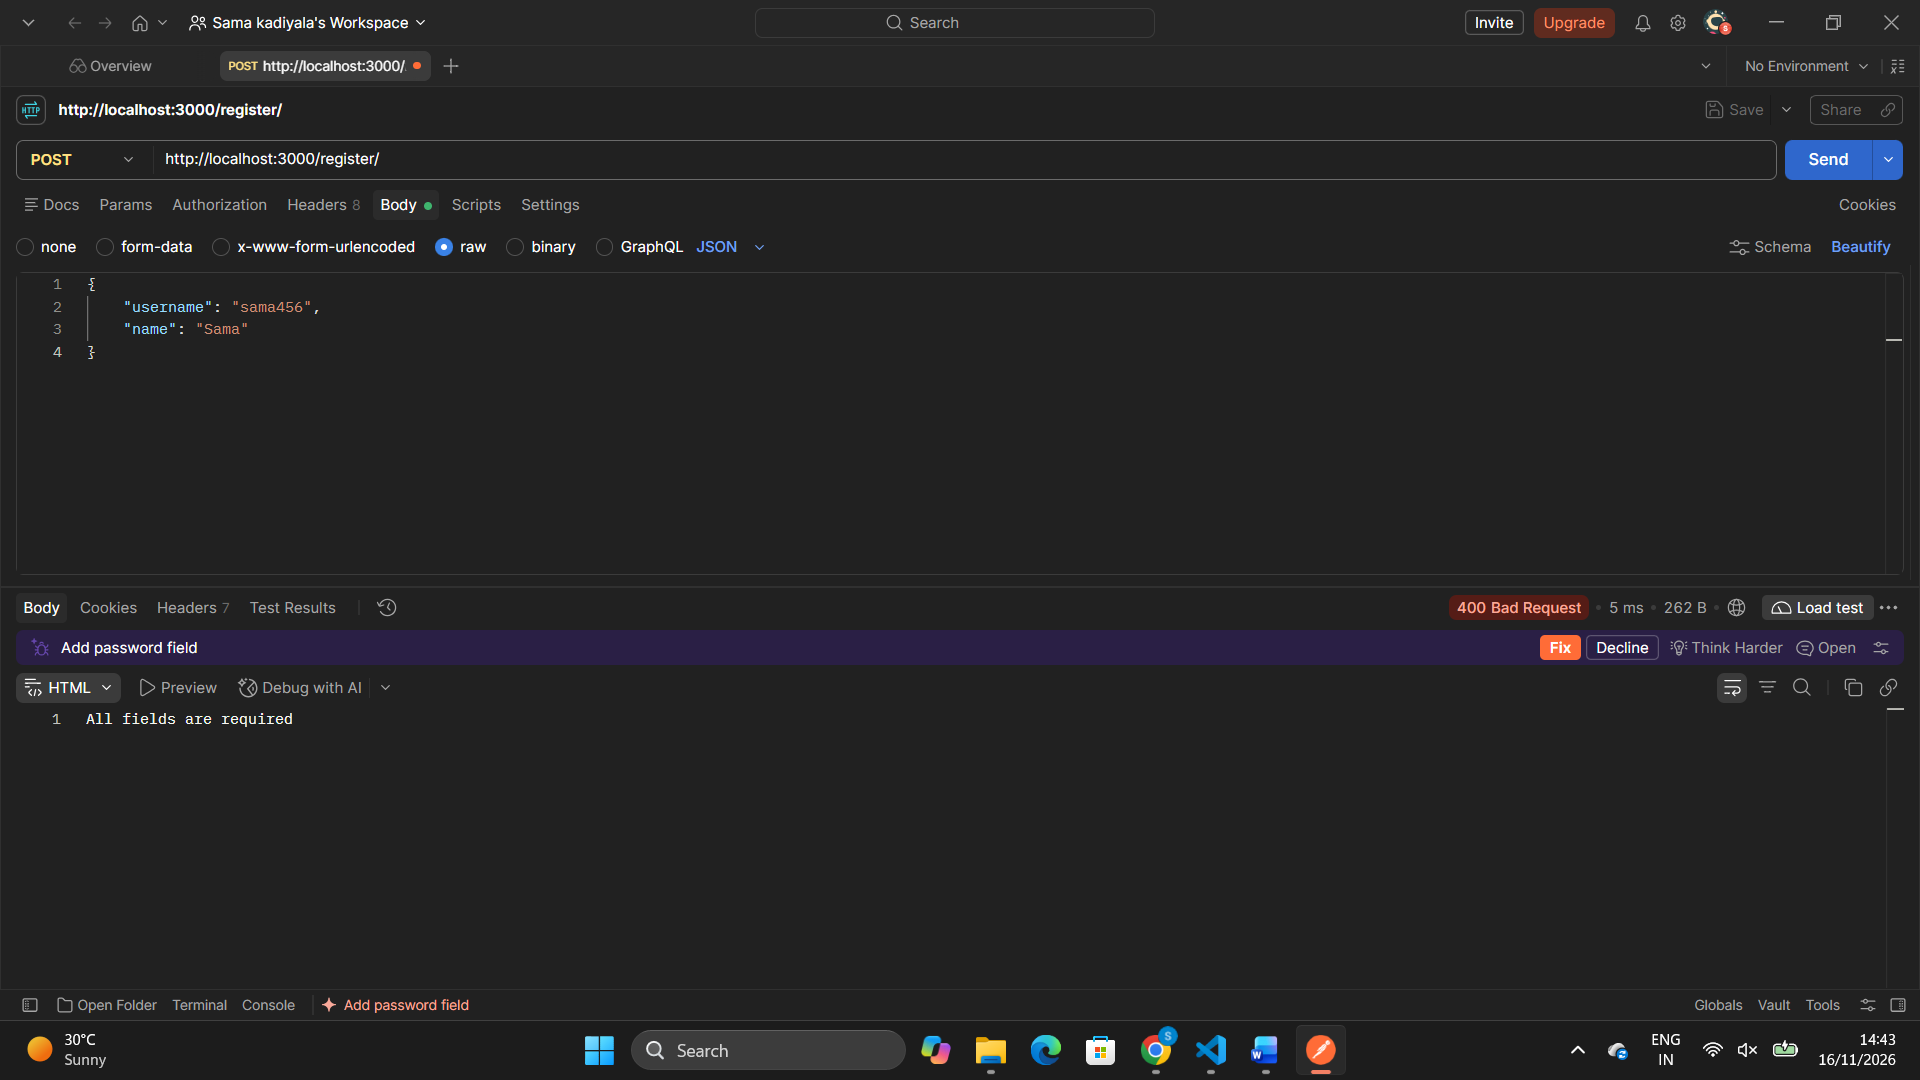 Sama kadiyala's Workspace
Search
Invite
Upgrade
5
Overview
POST http://localhost:3000/
No Environment
HTTP
http://localhost:3000/register/
Save
Share
POST
http://localhost:3000/register/
Send
Docs
Params
Authorization
Headers 8
Body
Scripts
Settings
Cookies
none
form-data
x-www-form-urlencoded
raw
binary
GraphQL
JSON
Schema
Beautify
1 {
2 "username": "sama456",
3 "name": "Sama"
4 }
Body
Cookies
Headers 7
Test Results
400 Bad Request
5 ms
262 B
Load test
Add password field
Fix
Decline
Think Harder
Open
HTML
Preview
Debug with AI
1 All fields are required
Open Folder
Terminal
Console
Add password field
Globals
Vault
Tools
30°C
Sunny
Search
S
W
ENG
IN
14:43
16/11/2026